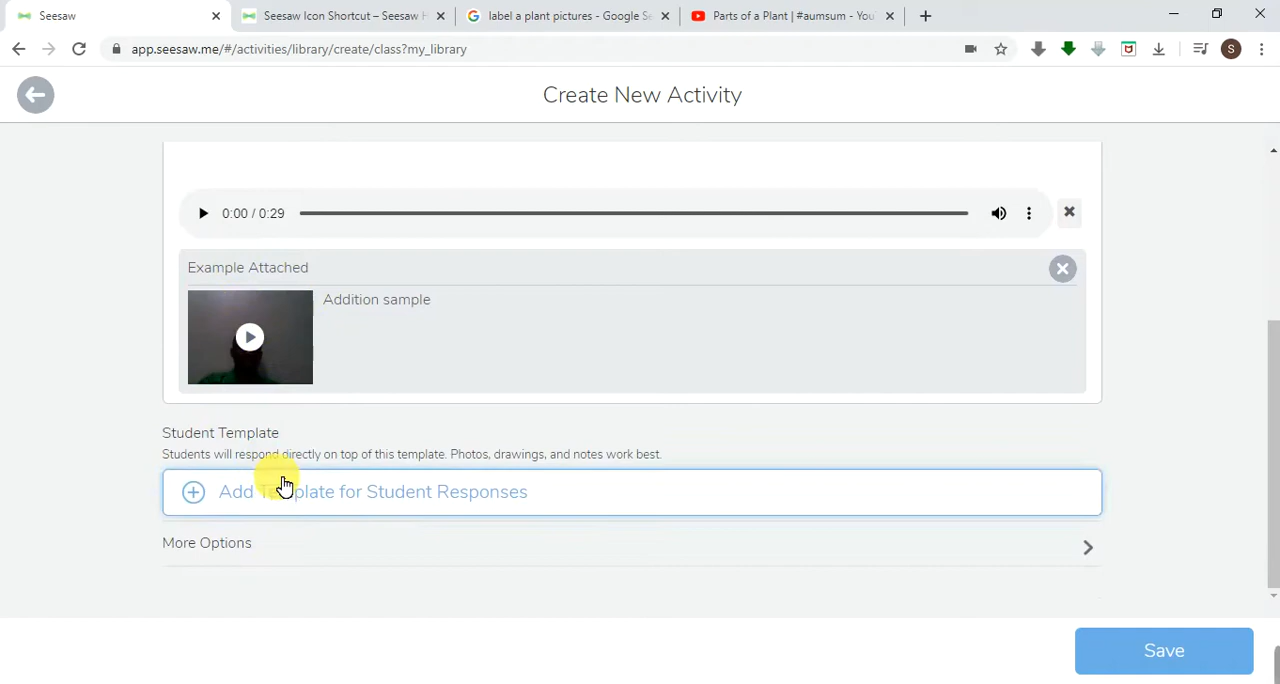 Seesaw
Seesaw Icon Shortcut – Seesaw H
label a plant pictures - Google Se
Parts of a Plant | #aumsum - You
app.seesaw.me/#/activities/library/create/class?my_library
S
Create New Activity
0:00 / 0:29
Example Attached
Addition sample
Student Template
Students will respond directly on top of this template. Photos, drawings, and notes work best.
Add Template for Student Responses
More Options
Save